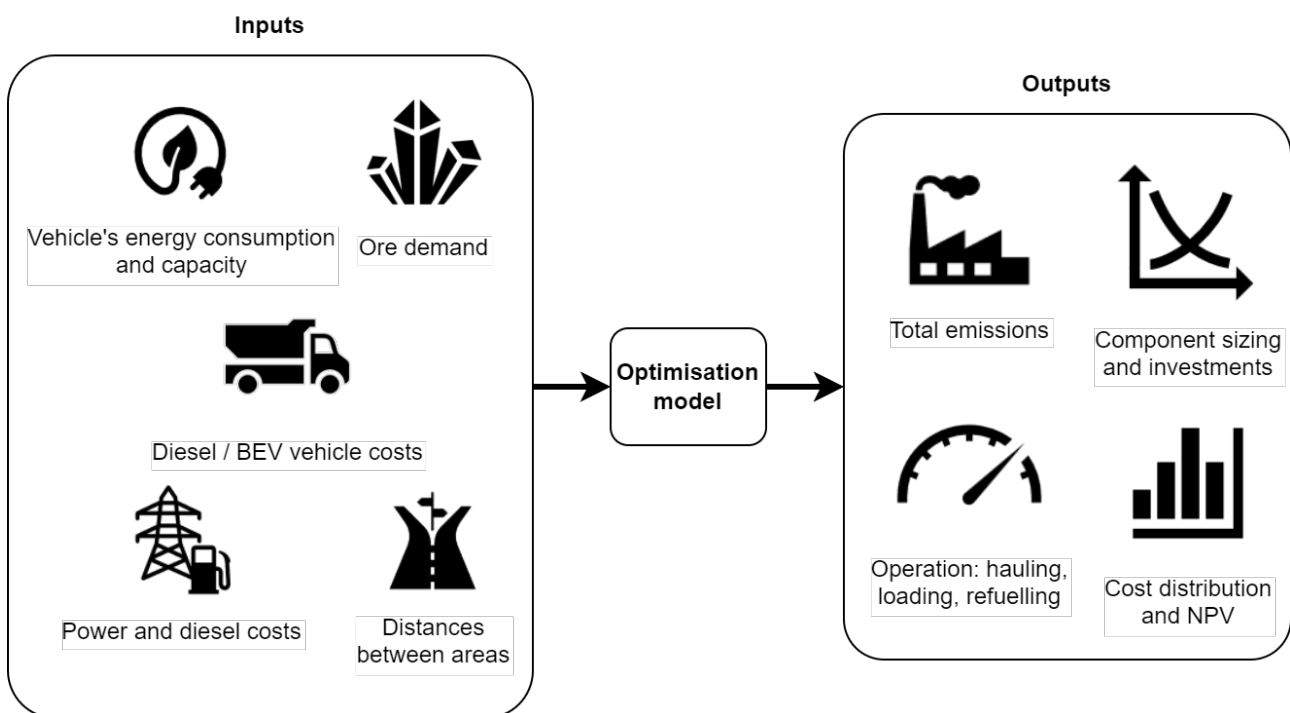 Inputs
Vehicle's energy consumption
and capacity
Ore demand
Diesel / BEV vehicle costs
Power and diesel costs
Distances
between areas
Optimisation
model
Outputs
Total emissions
Component sizing
and investments
Operation: hauling,
loading, refuelling
Cost distribution
and NPV